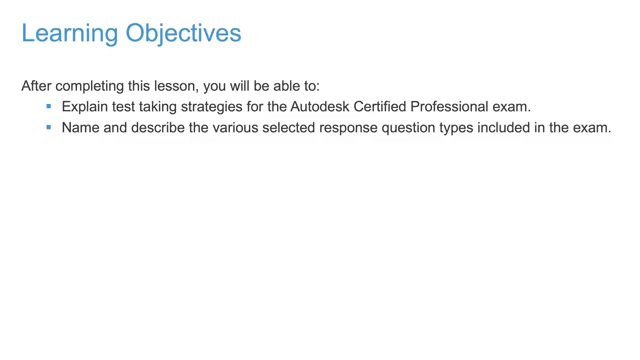 Learning Objectives
After completing this lesson, you will be able to:
▪ Explain test taking strategies for the Autodesk Certified Professional exam.
▪ Name and describe the various selected response question types included in the exam.